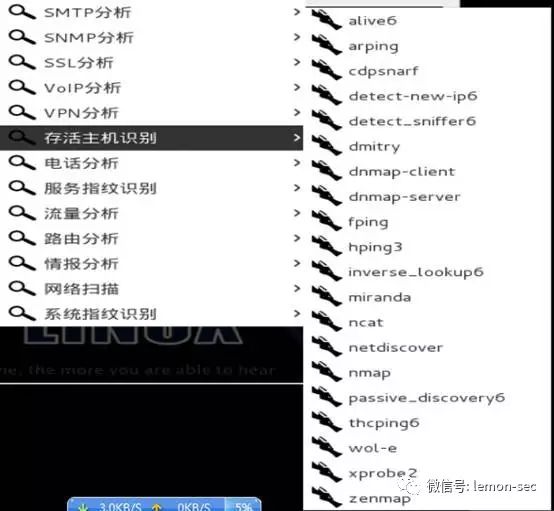 SMTP分析
SNMP分析
SSL分析
VoIP分析
VPN分析
存活主机识别
电话分析
服务指纹识别
流量分析
路由分析
情报分析
网络扫描
系统指纹识别
LINUX
ne, the more you are able to hear
3.0KB/S 0KB/S 5%
alive6
arping
cdpsnarf
detect-new-ip6
detect_sniffer6
dmitry
dnmap-client
dnmap-server
fping
hping3
inverse_lookup6
miranda
ncat
netdiscover
nmap
passive_discovery6
thcping6
wol-e
xprobe2
zenmap
微信号: lemon-sec